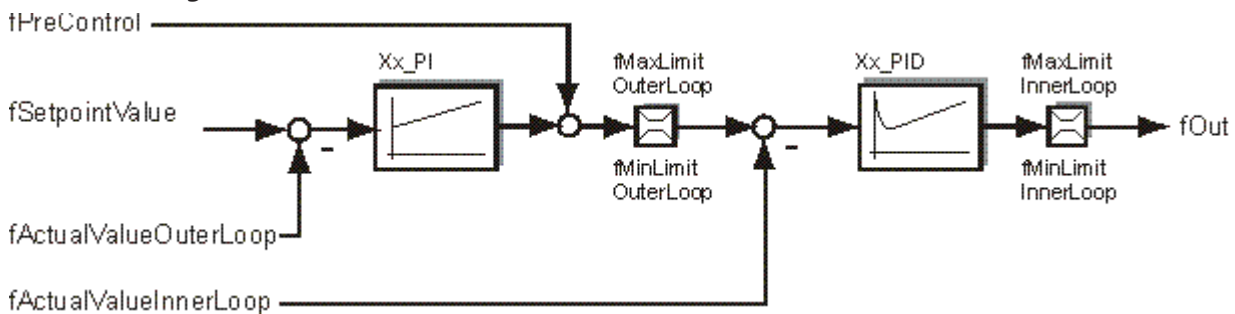 fPreControl
Xx_PI
fMaxLimit
OuterLoop
Xx_PID
fMaxLimit
InnerLoop
fSetpointValue
-
-
fOut
fMinLimit
OuterLoop
fMinLimit
InnerLoop
fActualValueOuterLoop
fActualValueInnerLoop